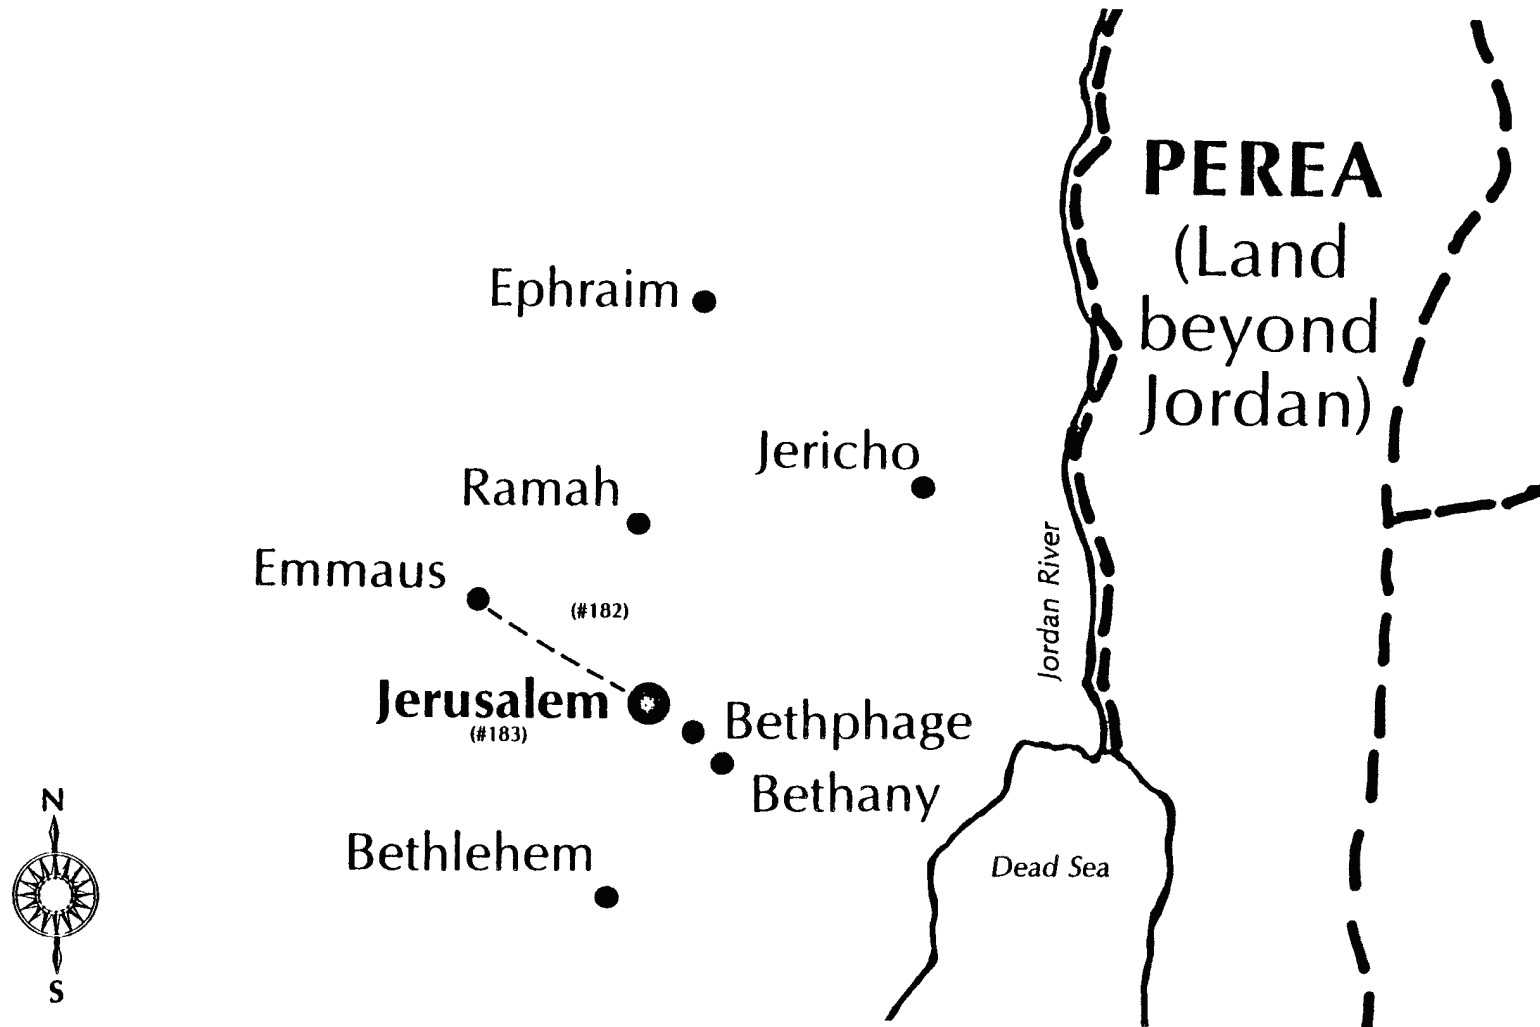 PEREA
(Land
beyond
Jordan)
Ephraim
Jericho
Ramah
Emmaus
(#182)
Jordan River
Jerusalem
(#183)
Bethphage
Bethany
N
Bethlehem
Dead Sea
S